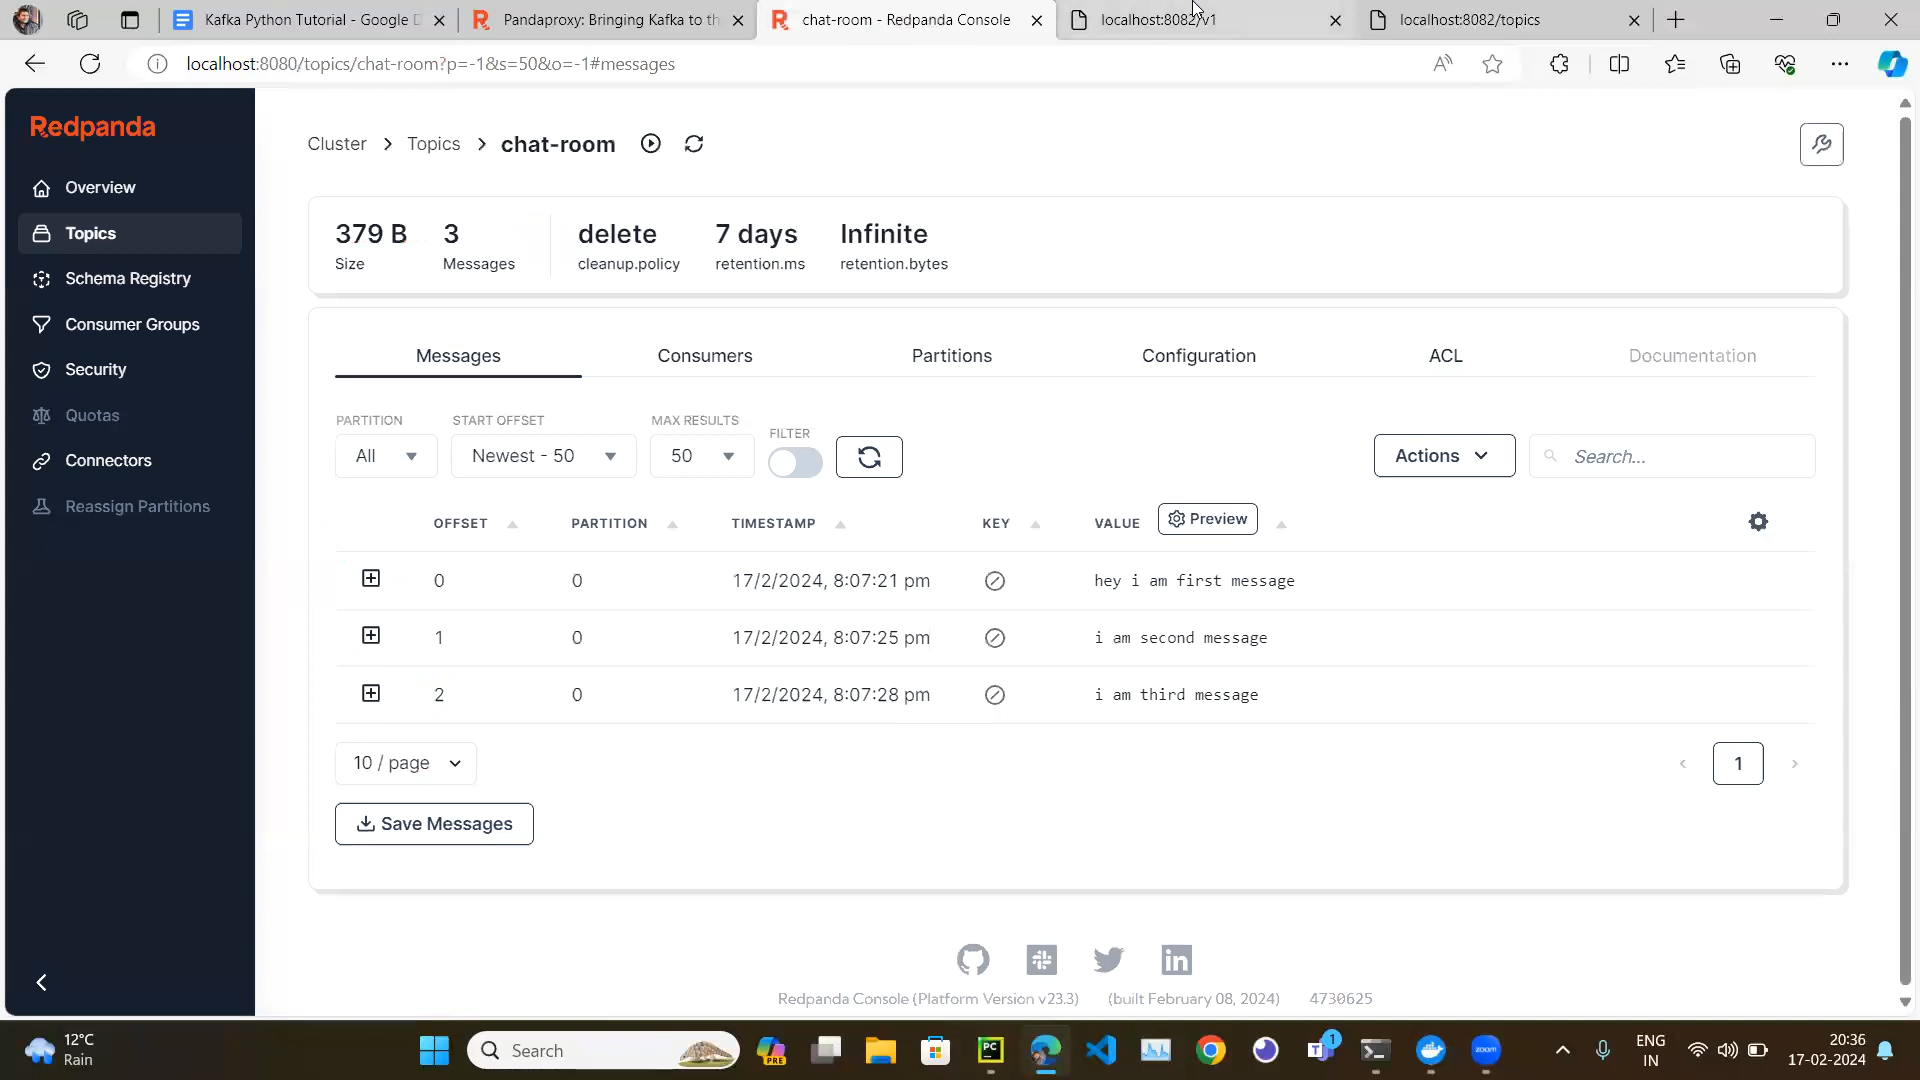 Kafka Python Tutorial - Google D
Pandaproxy: Bringing Kafka to th
chat-room - Redpanda Console
localhost:8082/v1
localhost:8082/topics
localhost:8080/topics/chat-room?p=-1&s=50&o=-1#messages
Redpanda
Overview
Topics
Schema Registry
Consumer Groups
Security
Quotas
Connectors
Reassign Partitions
Cluster > Topics > chat-room
379 B 3 delete 7 days Infinite
Size Messages cleanup.policy retention.ms retention.bytes
Messages Consumers Partitions Configuration ACL Documentation
PARTITION START OFFSET MAX RESULTS FILTER
All Newest - 50 50 Actions Search...
OFFSET PARTITION TIMESTAMP KEY VALUE Preview
0 0 17/2/2024, 8:07:21 pm hey i am first message
1 0 17/2/2024, 8:07:25 pm i am second message
2 0 17/2/2024, 8:07:28 pm i am third message
10 / page < 1 >
Save Messages
Redpanda Console (Platform Version v23.3) (built February 08, 2024) 4730625
12°C
Rain
Search
PRE
PC
1
zoom
ENG
IN
20:36
17-02-2024